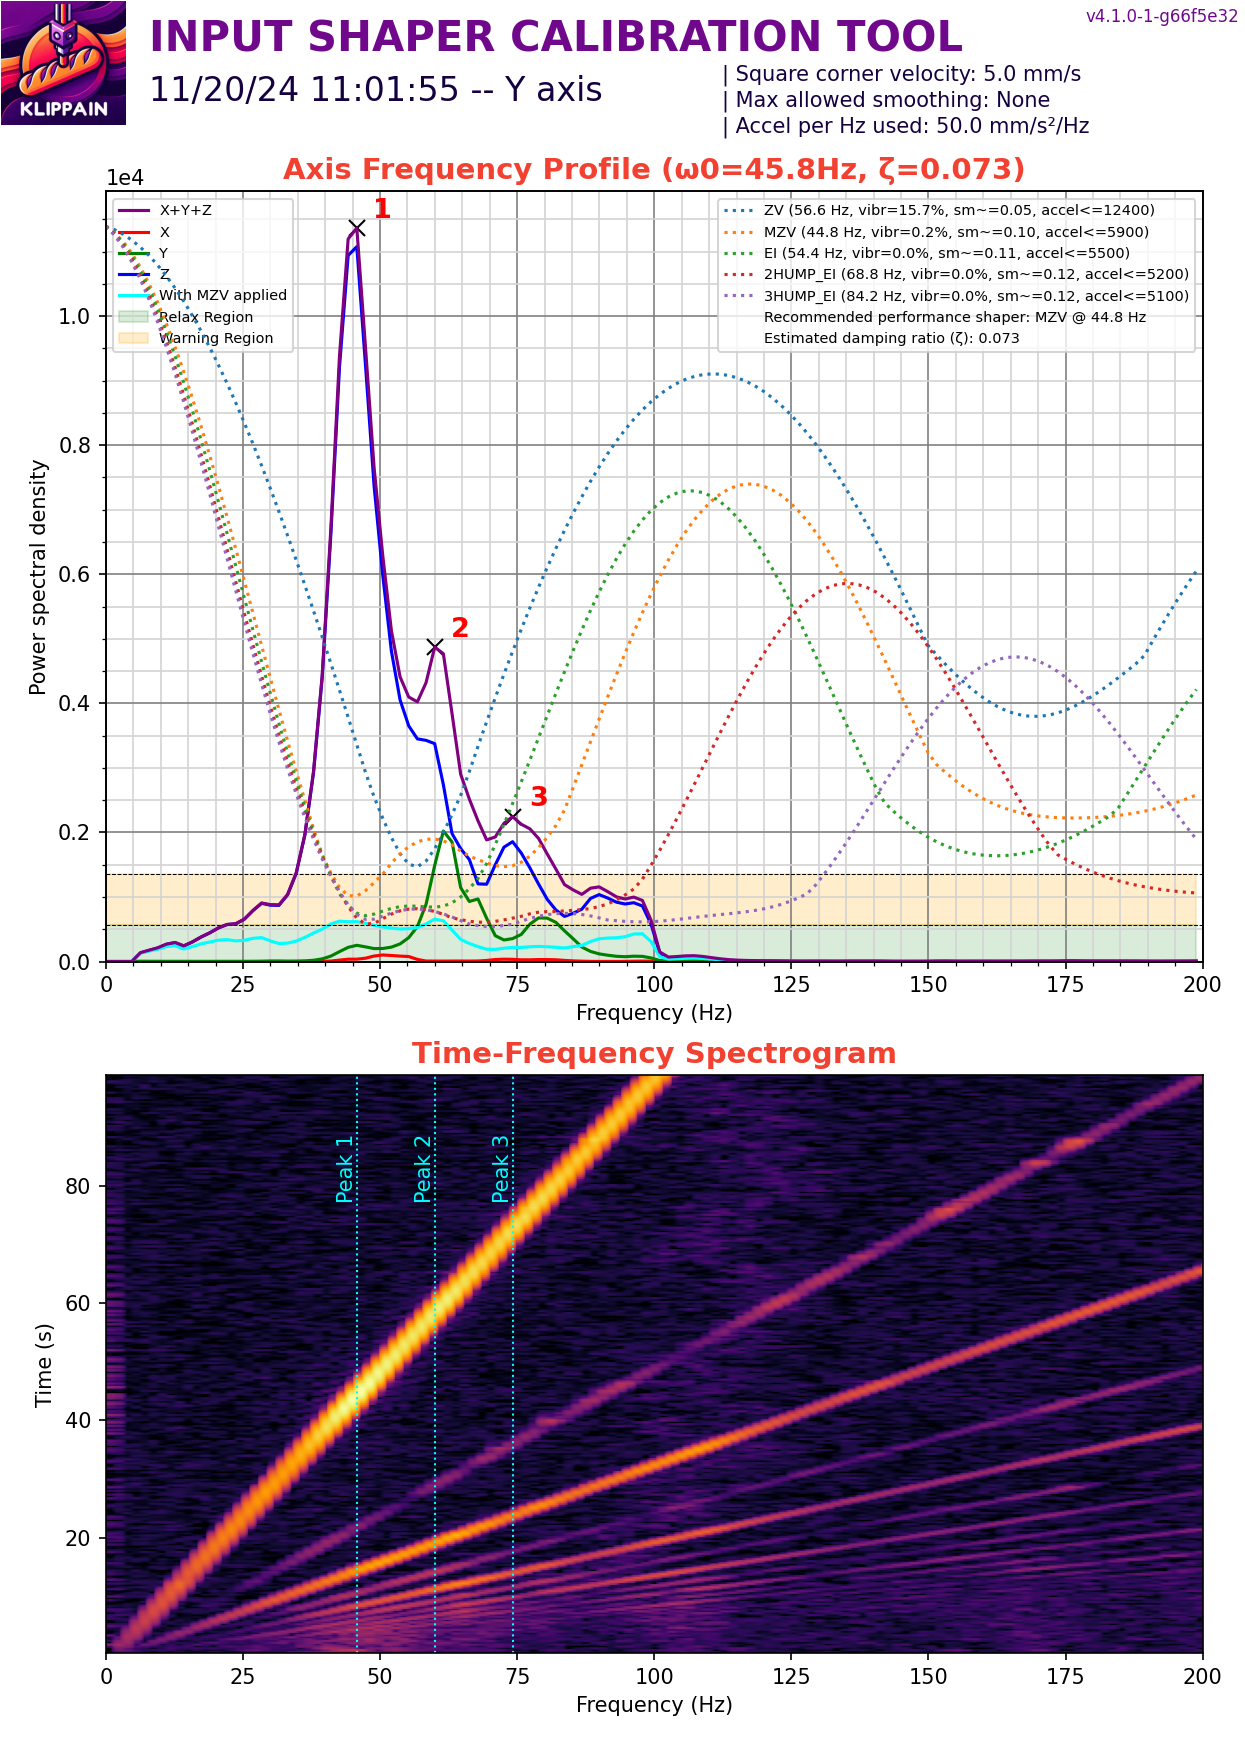 v4.1.0-1-g66f5e32
INPUT SHAPER CALIBRATION TOOL
11/20/24 11:01:55 -- Y axis
| Square corner velocity: 5.0 mm/s
| Max allowed smoothing: None
| Accel per Hz used: 50.0 mm/s²/Hz
KLIPPAIN
Axis Frequency Profile (ω0=45.8Hz, ζ=0.073)
1e4
X+Y+Z
X
Y
Z
With MZV applied
Relax Region
Warning Region
ZV (56.6 Hz, vibr=15.7%, sm~=0.05, accel<=12400)
MZV (44.8 Hz, vibr=0.2%, sm~=0.10, accel<=5900)
EI (54.4 Hz, vibr=0.0%, sm~=0.11, accel<=5500)
2HUMP_EI (68.8 Hz, vibr=0.0%, sm~=0.12, accel<=5200)
3HUMP_EI (84.2 Hz, vibr=0.0%, sm~=0.12, accel<=5100)
Recommended performance shaper: MZV @ 44.8 Hz
Estimated damping ratio (ζ): 0.073
1
2
3
Power spectral density
1.0
0.8
0.6
0.4
0.2
0.0
0 25 50 75 100 125 150 175 200
Frequency (Hz)
Time-Frequency Spectrogram
Peak 1
Peak 2
Peak 3
Time (s)
80
60
40
20
0 25 50 75 100 125 150 175 200
Frequency (Hz)